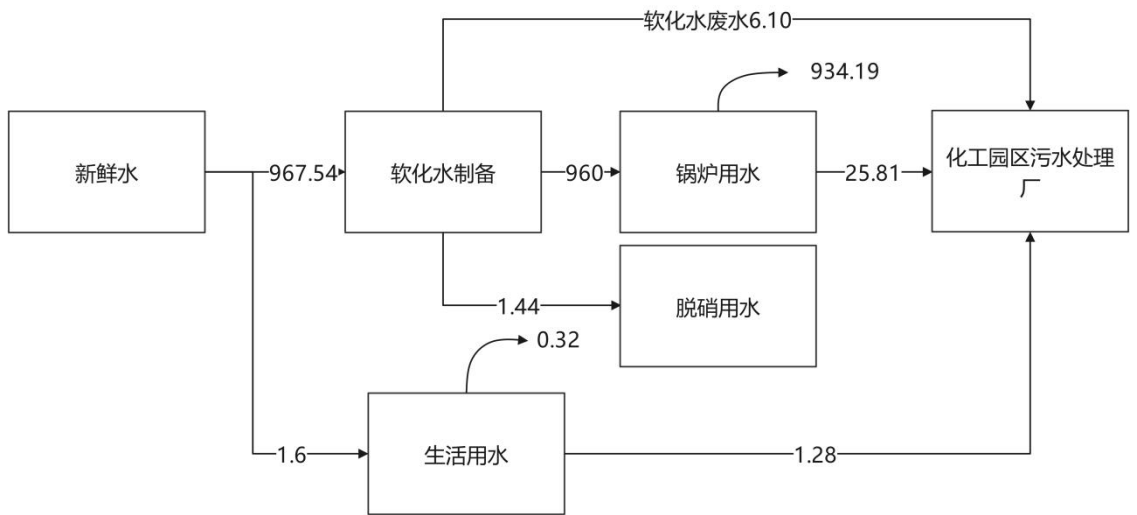 软化水废水6.10
934.19
新鲜水
967.54
软化水制备
960
锅炉用水
25.81
化工园区污水处理
厂
1.44
脱硝用水
0.32
1.6
生活用水
1.28